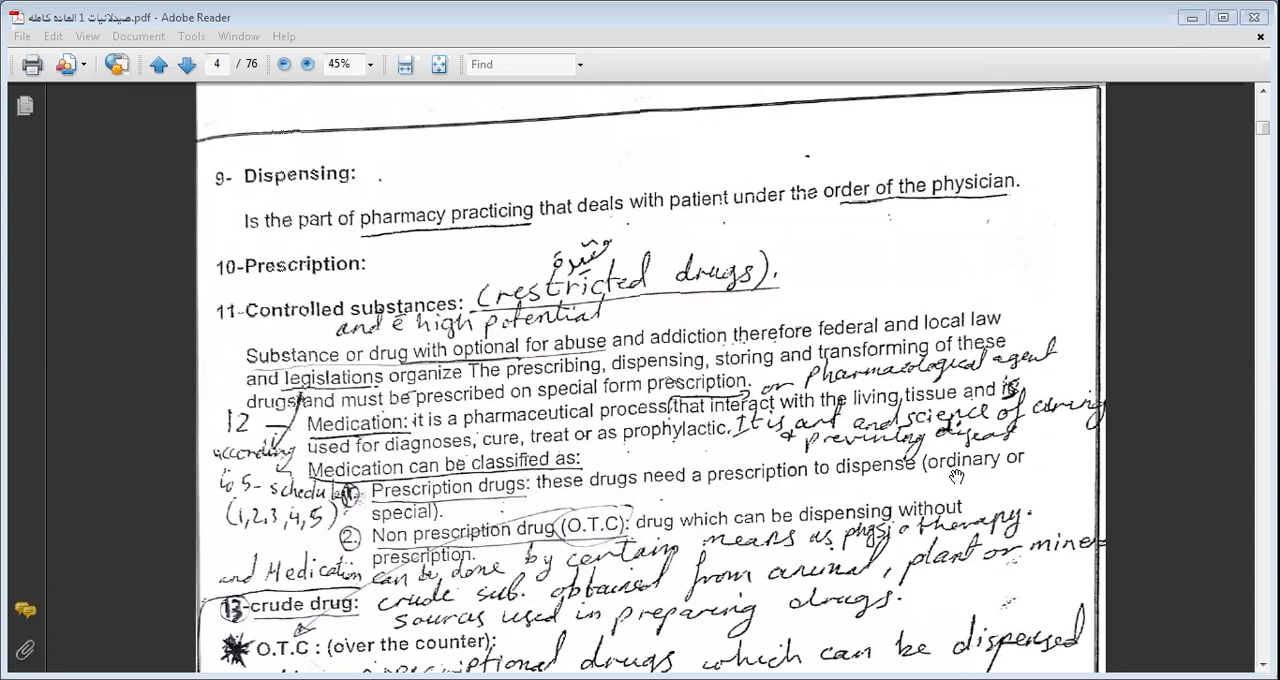 صيدلانيات 1 الماده كامله.pdf - Adobe Reader
File Edit View Document Tools Window Help
4 / 76 45% Find
9- Dispensing:
Is the part of pharmacy practicing that deals with patient under the order of the physician.
10-Prescription:
11-Controlled substances: (restricted drugs).
and c̄ high potential
Substance or drug with optional for abuse and addiction therefore federal and local law
and legislations organize The prescribing, dispensing, storing and transforming of these
drugs and must be prescribed on special form prescription. or pharmacological agent
12 Medication: it is a pharmaceutical process that interact with the living tissue and is
used for diagnoses, cure, treat or as prophylactic. It is art and science of curing
+ preventing disease
according Medication can be classified as:
to 5- schedules
(1,2,3,4,5)
1. Prescription drugs: these drugs need a prescription to dispense (ordinary or
special).
2. Non prescription drug (O.T.C): drug which can be dispensing without
prescription.
and Medication can be done by certain means as physiotherapy.
13-crude drug: crude sub. obtained from animal, plant or miner
sources used in preparing drugs.
O.T.C : (over the counter):
drugs which can be dispensed